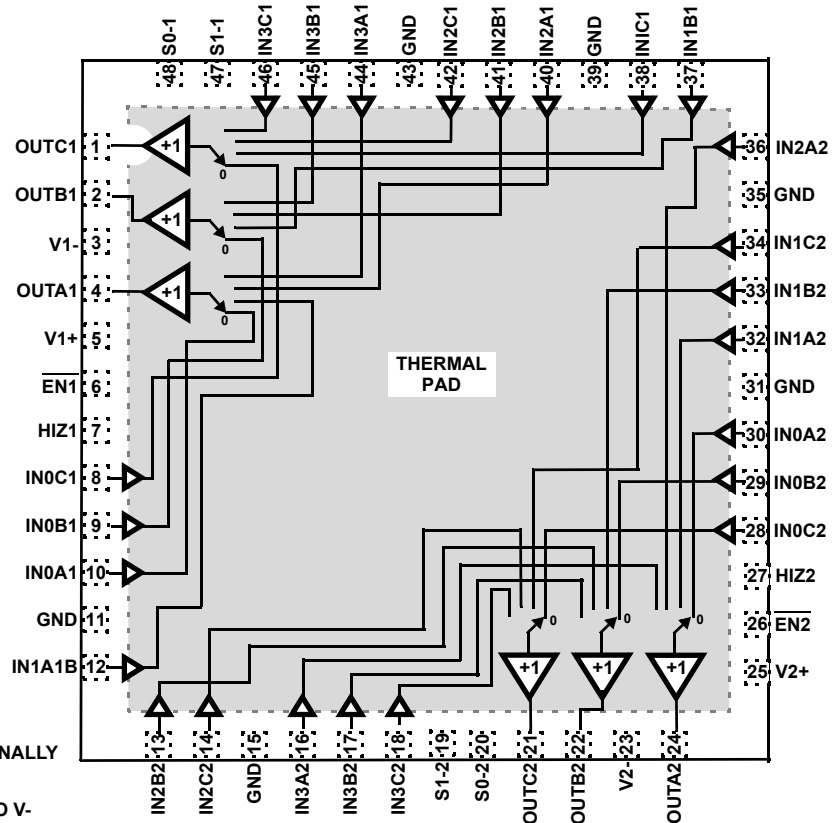 48 S0-1
47 S1-1
46 IN3C1
45 IN3B1
44 IN3A1
43 GND
42 IN2C1
41 IN2B1
40 IN2A1
39 GND
38 INIC1
37 IN1B1
OUTC1 1
OUTB1 2
V1- 3
OUTA1 4
V1+ 5
EN1 6
HIZ1 7
IN0C1 8
IN0B1 9
IN0A1 10
GND 11
IN1A1B 12
+1
0
+1
0
+1
0
THERMAL
PAD
36 IN2A2
35 GND
34 IN1C2
33 IN1B2
32 IN1A2
31 GND
30 IN0A2
29 IN0B2
28 IN0C2
27 HIZ2
26 EN2
25 V2+
0
0
0
+1
+1
+1
IN2B2 13
IN2C2 14
GND 15
IN3A2 16
IN3B2 17
IN3C2 18
S1-2 19
S0-2 20
OUTC2 21
OUTB2 22
V2- 23
OUTA2 24
NALLY
V-